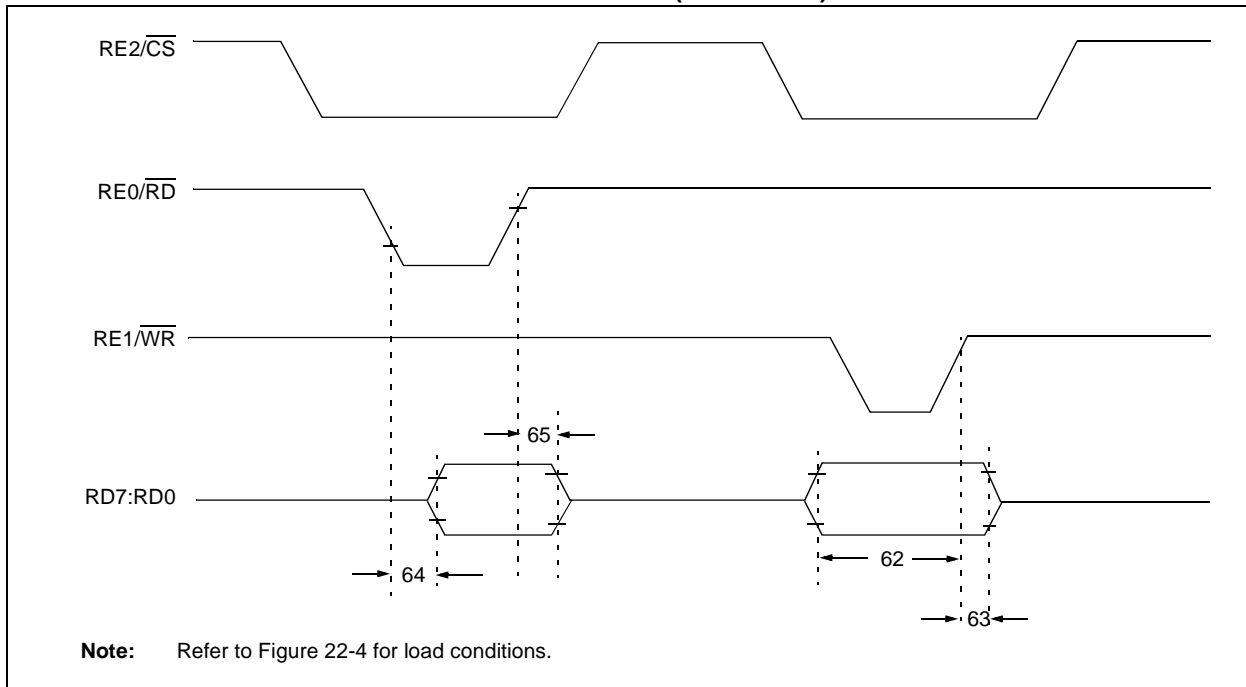 RE2/CS
RE0/RD
RE1/WR
65
RD7:RD0
62
64
63
Note: Refer to Figure 22-4 for load conditions.